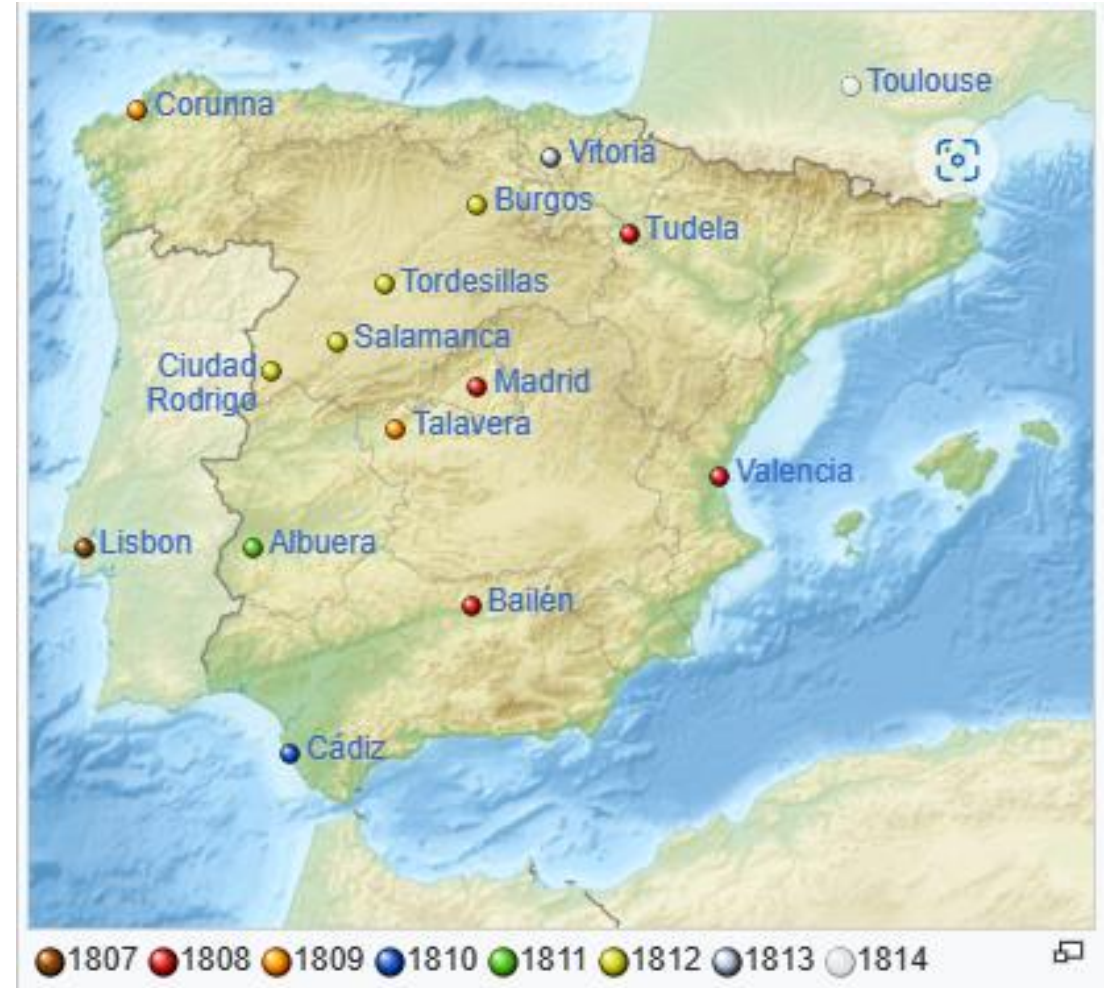 Toulouse
Corunna
Vitoria
Burgos
Tudela
Tordesillas
Salamanca
Ciudad
Rodrigo
Madrid
Talavera
Valencia
Lisbon
Albuera
Bailén
Cádiz
1807 1808 1809 1810 1811 1812 1813 1814